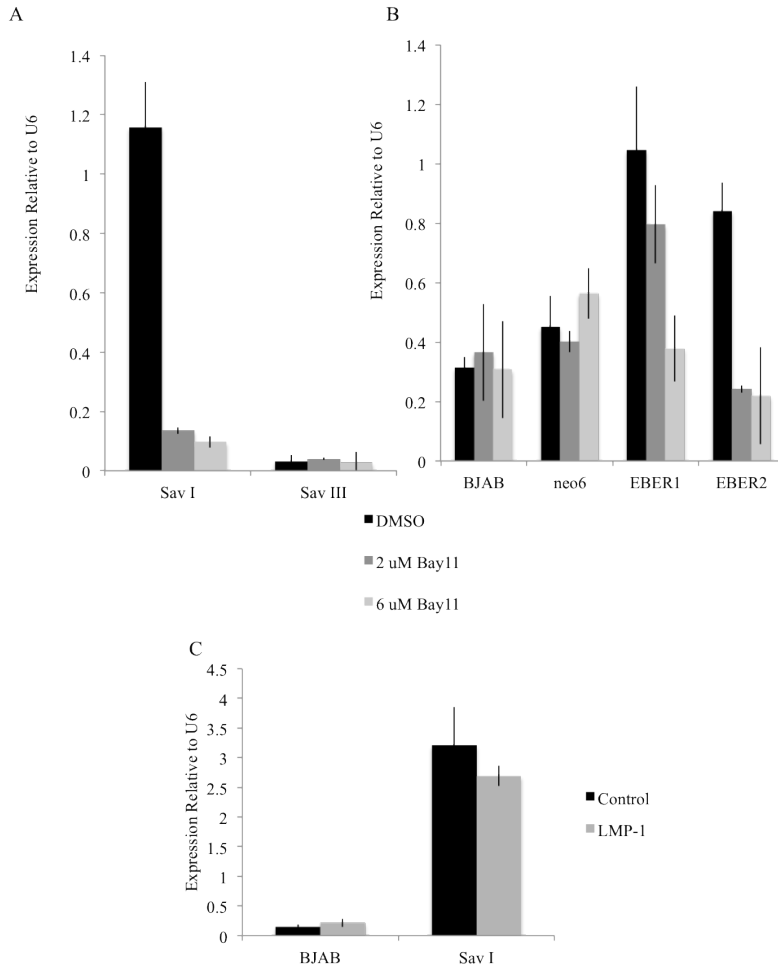 A
B
Expression Relative to U6
1.4
1.2
1
0.8
0.6
0.4
0.2
0
Sav I
Sav III
Expression Relative to U6
1.4
1.2
1
0.8
0.6
0.4
0.2
0
BJAB
neo6
EBER1
EBER2
DMSO
2 uM Bay11
6 uM Bay11
C
Expression Relative to U6
4.5
4
3.5
3
2.5
2
1.5
1
0.5
0
BJAB
Sav I
Control
LMP-1